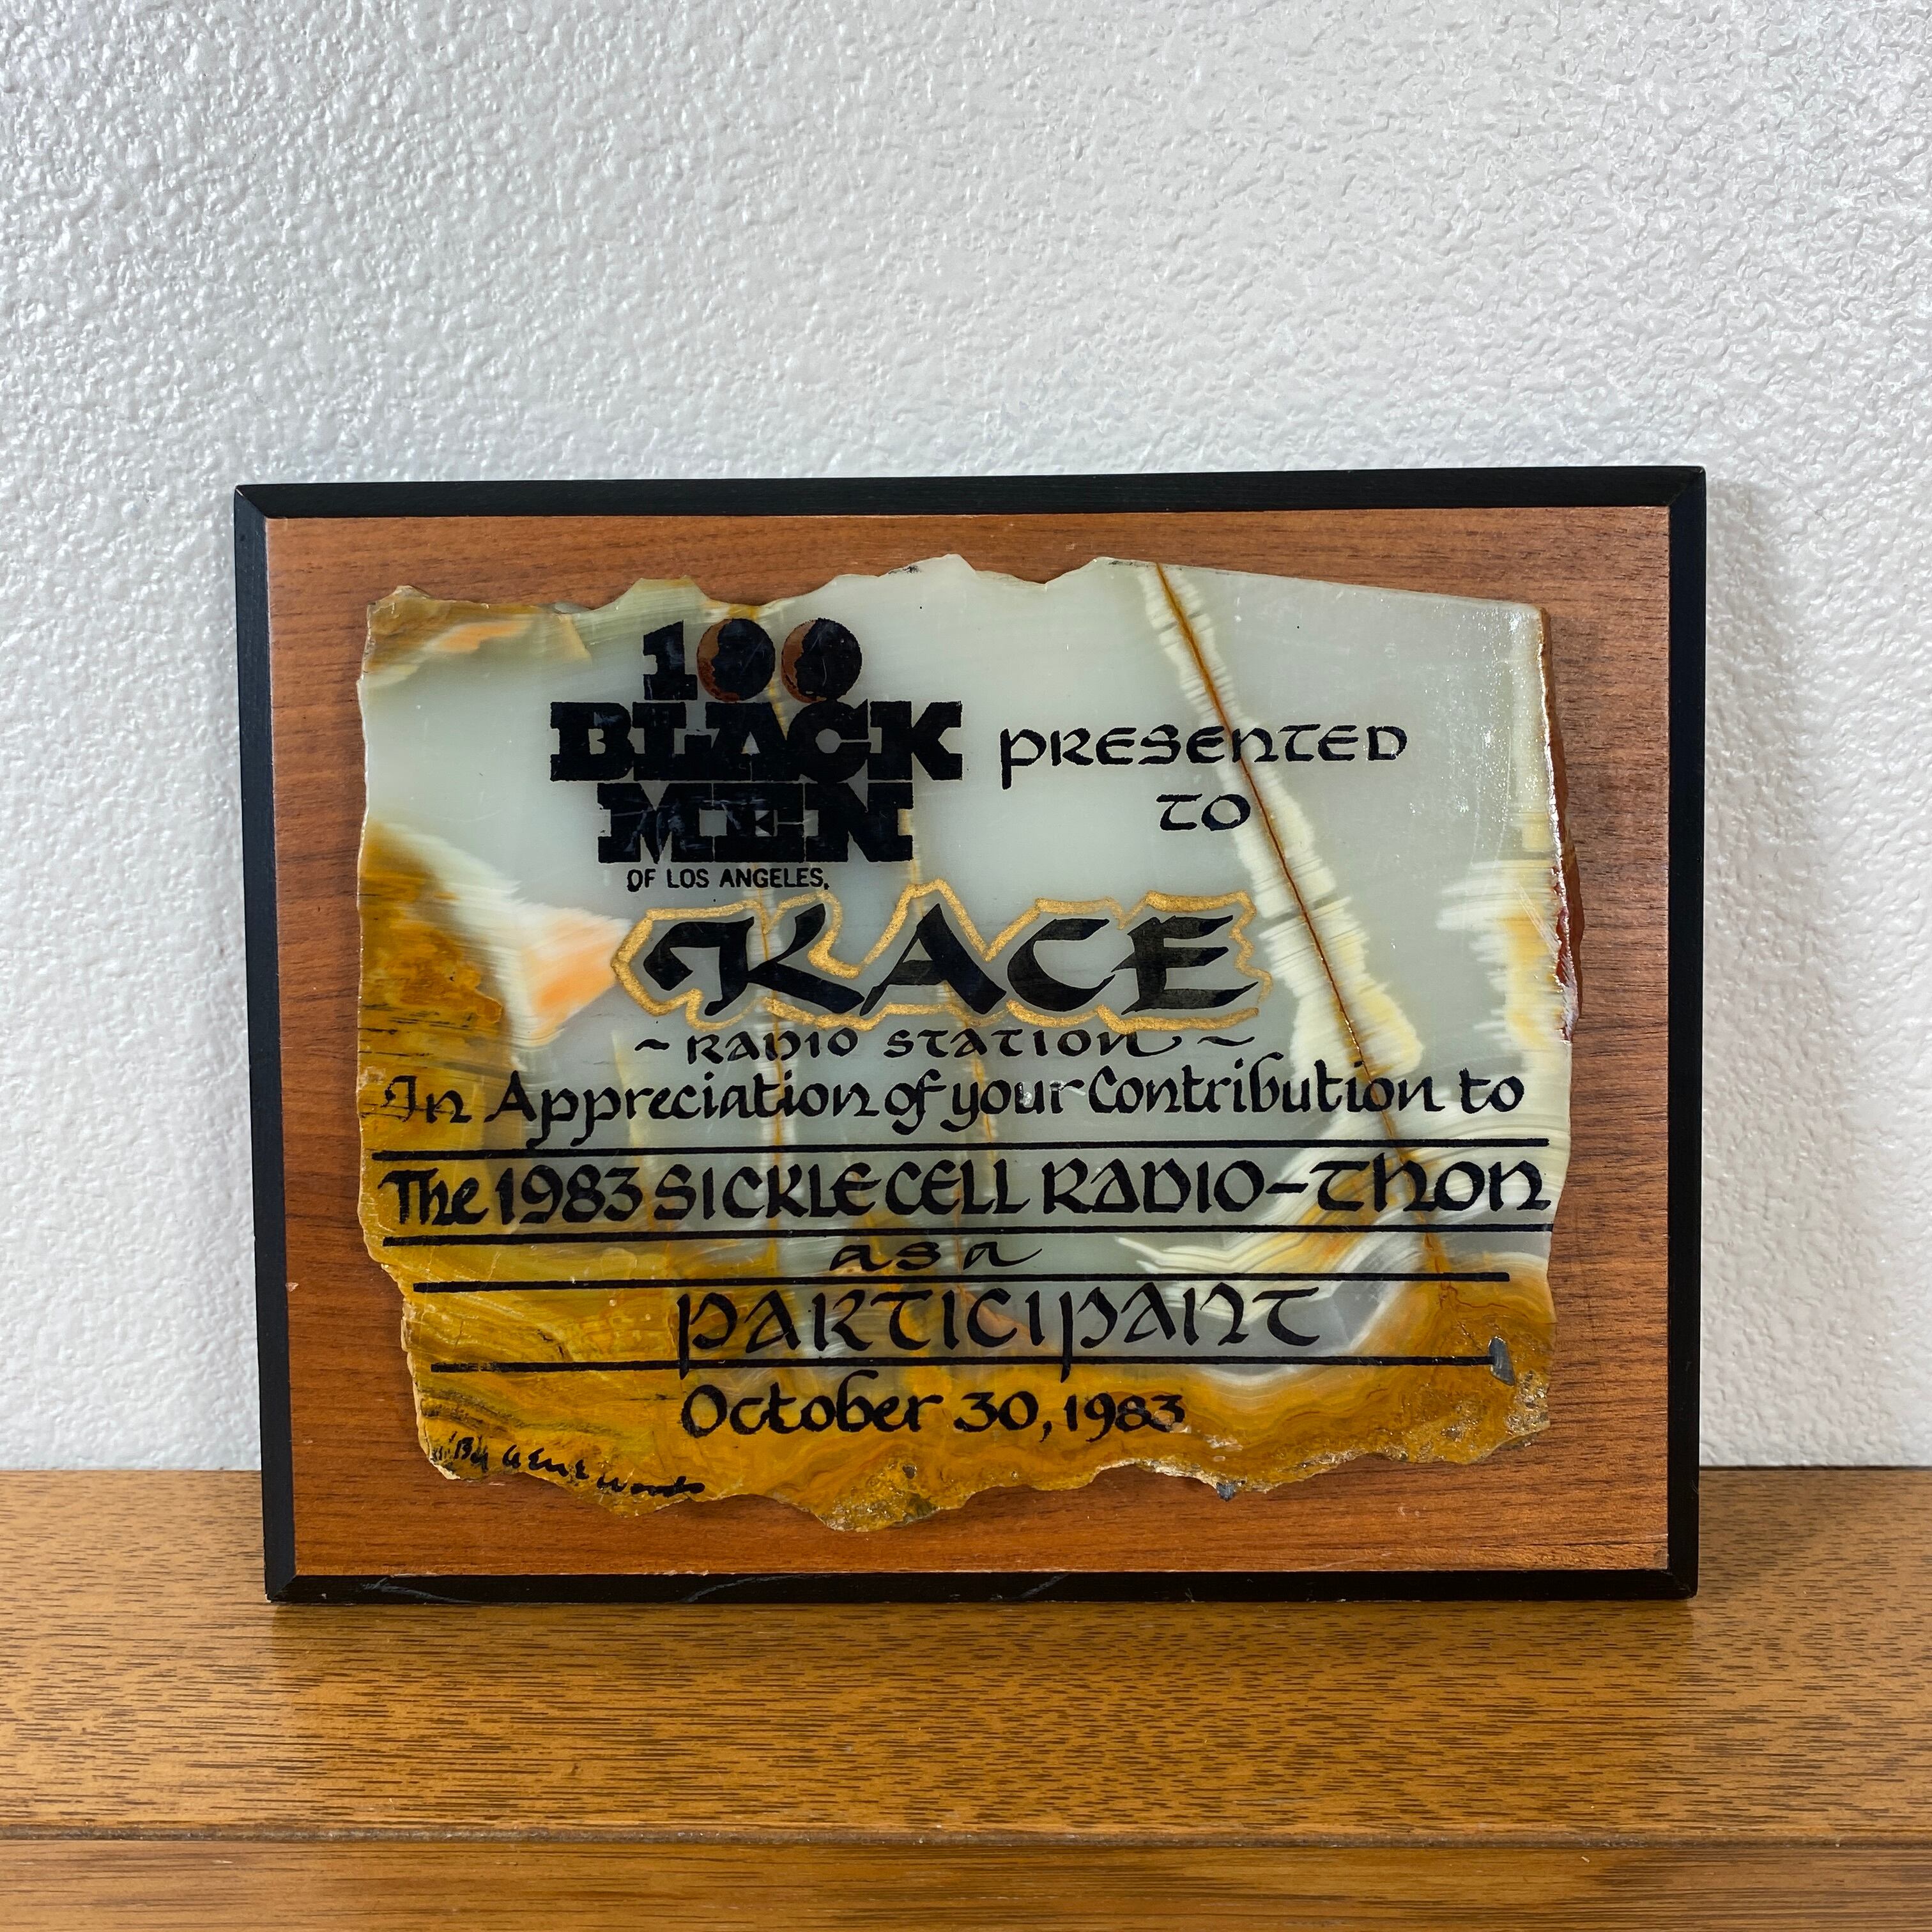 100
BLACK
MEN
OF LOS ANGELES,
PRESENTED
TO
KACE
~RADIO STATION~
In Appreciation of your Contribution to
The 1983 SICKLE CELL RADIO-THON
as a
PARTICIPANT
October 30, 1983
By